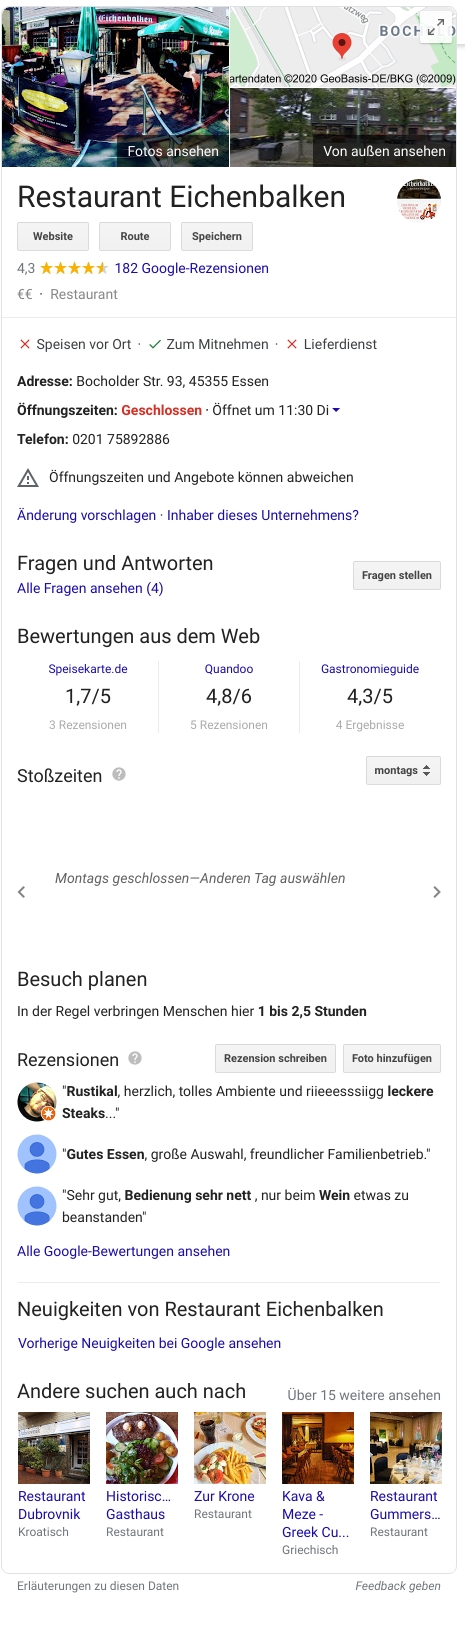 Eichenbalken
BOCHOLD
artendaten ©2020 GeoBasis-DE/BKG (©2009)
Fotos ansehen
Von außen ansehen
Restaurant Eichenbalken
Website
Route
Speichern
4,3 ★★★★★ 182 Google-Rezensionen
€€ · Restaurant
✕ Speisen vor Ort · ✓ Zum Mitnehmen · ✕ Lieferdienst
Adresse: Bocholder Str. 93, 45355 Essen
Öffnungszeiten: Geschlossen · Öffnet um 11:30 Di
Telefon: 0201 75892886
Öffnungszeiten und Angebote können abweichen
Änderung vorschlagen · Inhaber dieses Unternehmens?
Fragen und Antworten
Alle Fragen ansehen (4)
Fragen stellen
Bewertungen aus dem Web
Speisekarte.de
1,7/5
3 Rezensionen
Quandoo
4,8/6
5 Rezensionen
Gastronomieguide
4,3/5
4 Ergebnisse
Stoßzeiten ?
montags
Montags geschlossen—Anderen Tag auswählen
Besuch planen
In der Regel verbringen Menschen hier 1 bis 2,5 Stunden
Rezensionen ?
Rezension schreiben
Foto hinzufügen
"Rustikal, herzlich, tolles Ambiente und riieeesssiigg leckere
Steaks..."
"Gutes Essen, große Auswahl, freundlicher Familienbetrieb."
"Sehr gut, Bedienung sehr nett , nur beim Wein etwas zu
beanstanden"
Alle Google-Bewertungen ansehen
Neuigkeiten von Restaurant Eichenbalken
Vorherige Neuigkeiten bei Google ansehen
Andere suchen auch nach
Über 15 weitere ansehen
Restaurant
Dubrovnik
Kroatisch
Historisc...
Gasthaus
Restaurant
Zur Krone
Restaurant
Kava &
Meze -
Greek Cu...
Griechisch
Restaurant
Gummers...
Restaurant
Erläuterungen zu diesen Daten
Feedback geben